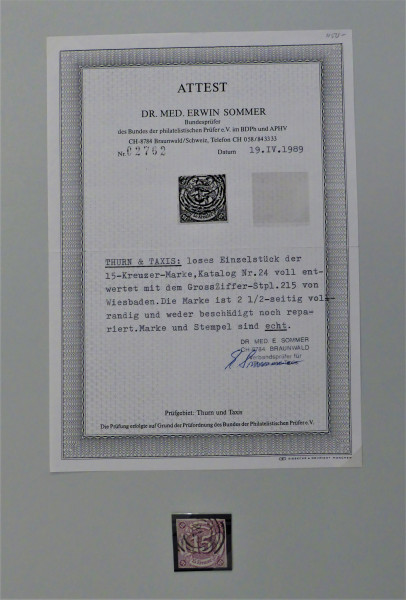 ATTEST
DR. MED. ERWIN SOMMER
Bundesprüfer
des Bundes der philatelistischen Prüfer e.V. im BDPh und APHV
CH-8784 Braunwald/Schweiz, Telefon CH 058/843333
Nr. 02762 Datum 19.IV.1989
THURN & TAXIS: loses Einzelstück der
15-Kreuzer-Marke,Katalog Nr.24 voll ent-
wertet mit dem GrossZiffer-Stpl.215 von
Wiesbaden.Die Marke ist 2 1/2-seitig voll-
randig und weder beschädigt noch repa-
riert.Marke und Stempel sind echt.
DR MED E. SOMMER
CH 8784 BRAUNWALD
Verbandsprüfer für
Prüfgebiet: Thurn und Taxis
Die Prüfung erfolgte auf Grund der Prüfordnung des Bundes der Philatelistischen Prüfer e.V.
15